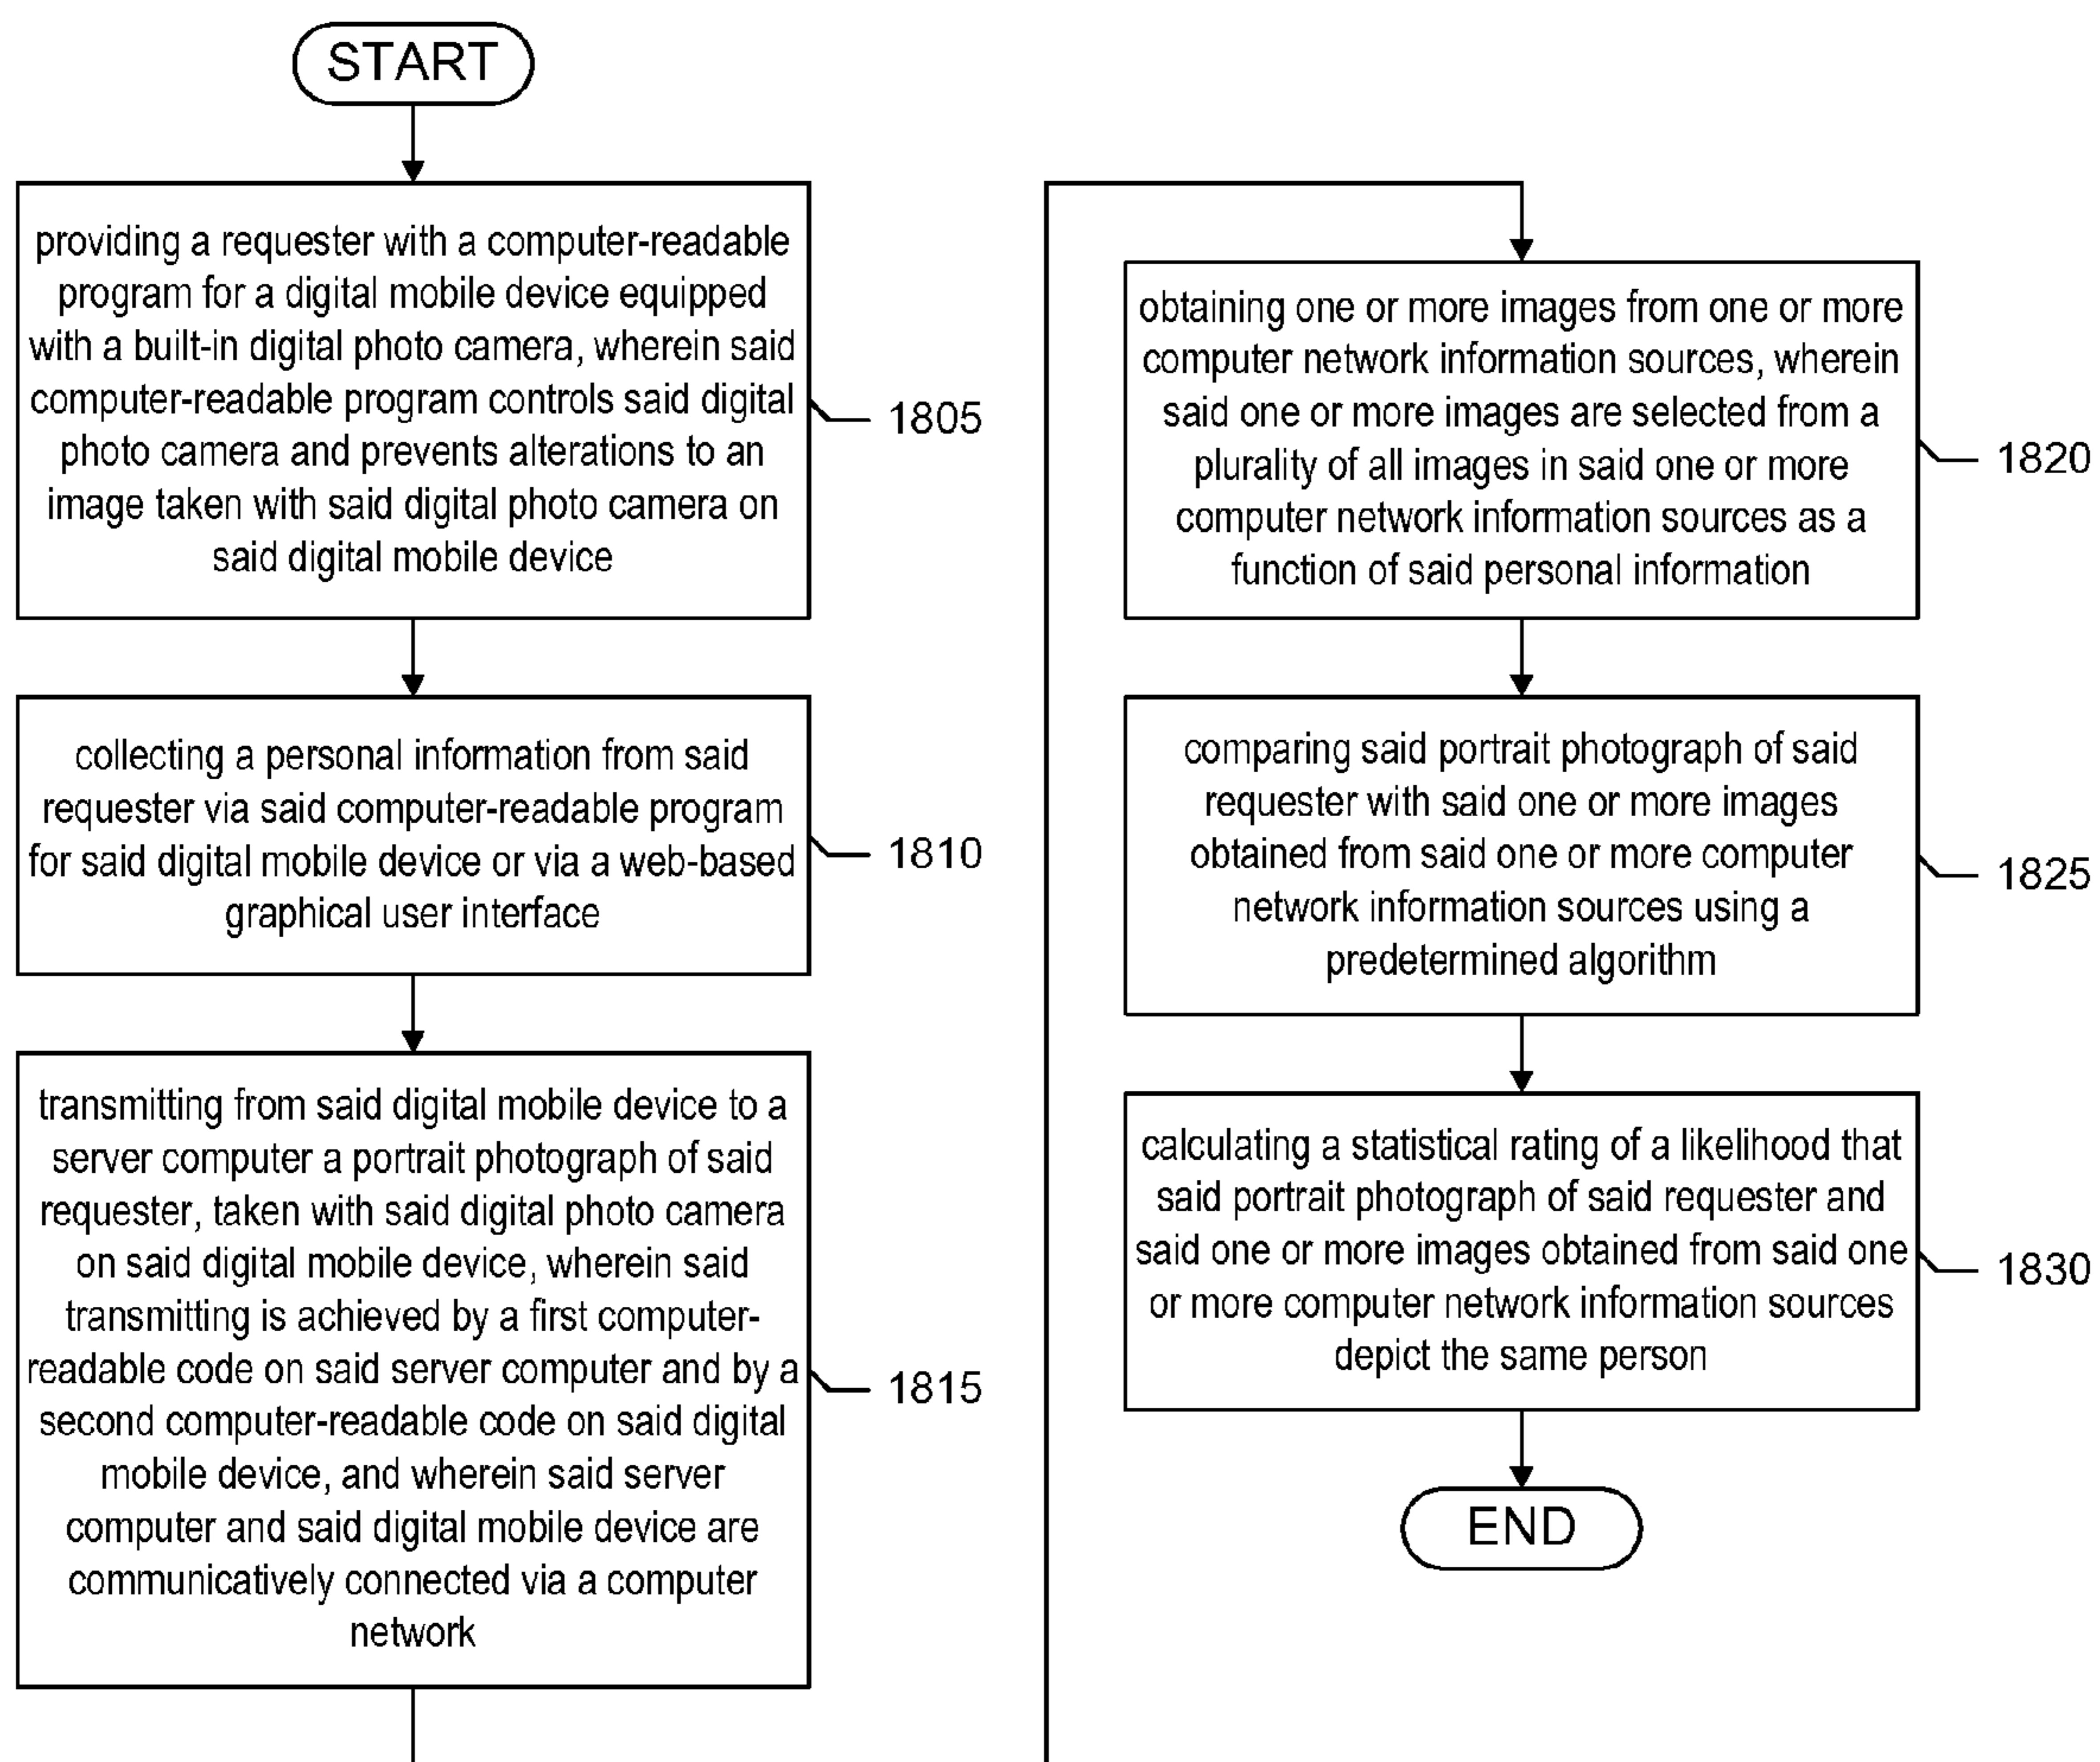 START
providing a requester with a computer-readable
program for a digital mobile device equipped
with a built-in digital photo camera, wherein said
computer-readable program controls said digital
photo camera and prevents alterations to an
image taken with said digital photo camera on
said digital mobile device
1805
collecting a personal information from said
requester via said computer-readable program
for said digital mobile device or via a web-based
graphical user interface
1810
transmitting from said digital mobile device to a
server computer a portrait photograph of said
requester, taken with said digital photo camera
on said digital mobile device, wherein said
transmitting is achieved by a first computer-
readable code on said server computer and by a
second computer-readable code on said digital
mobile device, and wherein said server
computer and said digital mobile device are
communicatively connected via a computer
network
1815
obtaining one or more images from one or more
computer network information sources, wherein
said one or more images are selected from a
plurality of all images in said one or more
computer network information sources as a
function of said personal information
1820
comparing said portrait photograph of said
requester with said one or more images
obtained from said one or more computer
network information sources using a
predetermined algorithm
1825
calculating a statistical rating of a likelihood that
said portrait photograph of said requester and
said one or more images obtained from said one
or more computer network information sources
depict the same person
1830
END